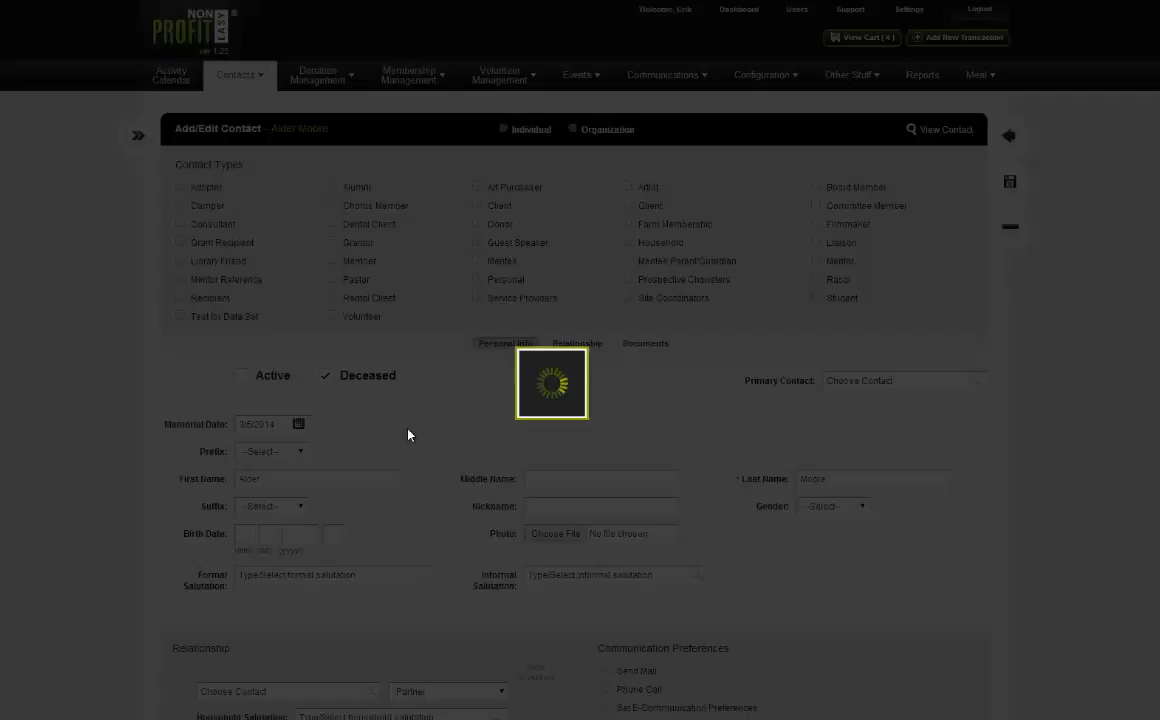 Welcome, Erik Dashboard Users Support Settings Logout
NON PROFIT EASY ®
ver 1.25
View Cart ( 4 ) Add New Transaction
Activity Calendar Contacts Donation Management Membership Management Volunteer Management Events Communications Configuration Other Stuff Reports Meal
Add/Edit Contact - Alder Moore Individual Organization View Contact
Contact Types
Adopter Alumni Art Purchaser Artist Board Member
Camper Chorus Member Client Client Committee Member
Consultant Dental Client Donor Farm Membership Filmmaker
Grant Recipient Grantor Guest Speaker Household Liaison
Library Friend Member Mentee Mentee Parent/Guardian Mentor
Mentor Reference Pastor Personal Prospective Charisters Rabbi
Recipient Rental Client Service Providers Site Coordinators Student
Test for Data Set Volunteer
Personal Info Relationship Documents
Active Deceased Primary Contact: Choose Contact
Memorial Date: 3/5/2014
Prefix: --Select--
First Name: Alder Middle Name: * Last Name: Moore
Suffix: --Select-- Nickname: Gender: --Select--
Birth Date: Photo: Choose File No file chosen
(mm) (dd) (yyyy)
Formal Salutation: Type/Select formal salutation Informal Salutation: Type/Select informal salutation
Relationship Communication Preferences
Send Mail
Choose Contact Partner Phone Call
Household Salutation: Type/Select household salutation Set E-Communication Preferences